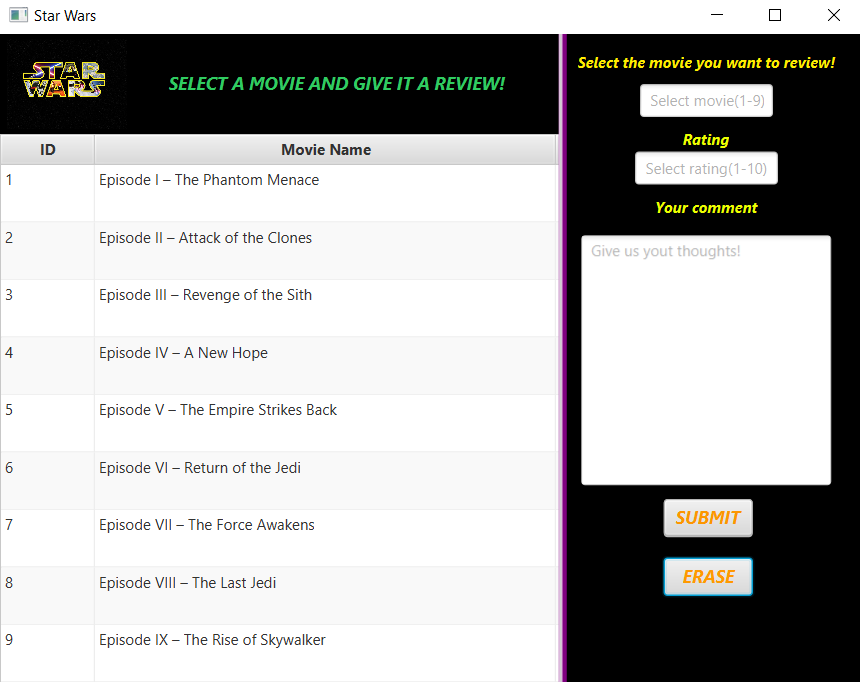 Star Wars
STAR
WARS
SELECT A MOVIE AND GIVE IT A REVIEW!
ID Movie Name
1 Episode I – The Phantom Menace
2 Episode II – Attack of the Clones
3 Episode III – Revenge of the Sith
4 Episode IV – A New Hope
5 Episode V – The Empire Strikes Back
6 Episode VI – Return of the Jedi
7 Episode VII – The Force Awakens
8 Episode VIII – The Last Jedi
9 Episode IX – The Rise of Skywalker
Select the movie you want to review!
Select movie(1-9)
Rating
Select rating(1-10)
Your comment
Give us yout thoughts!
SUBMIT
ERASE